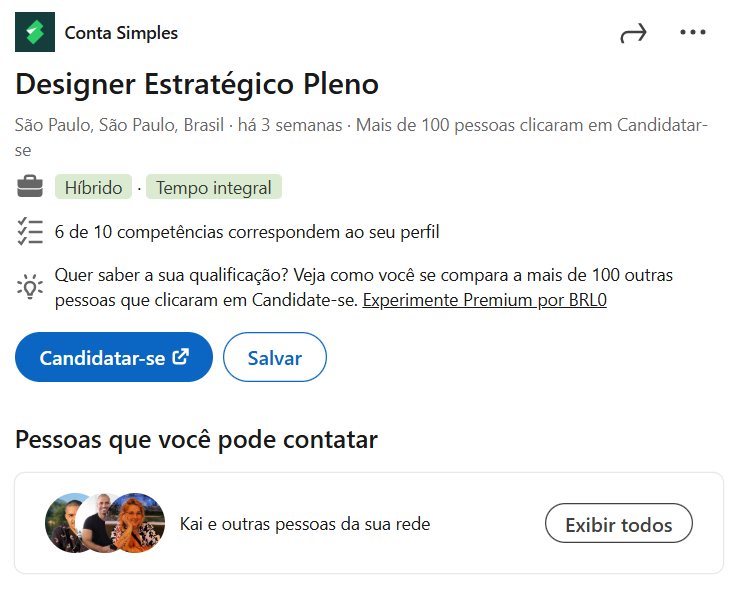 Conta Simples
Designer Estratégico Pleno
São Paulo, São Paulo, Brasil · há 3 semanas · Mais de 100 pessoas clicaram em Candidatar-
se
Híbrido · Tempo integral
6 de 10 competências correspondem ao seu perfil
Quer saber a sua qualificação? Veja como você se compara a mais de 100 outras
pessoas que clicaram em Candidate-se. Experimente Premium por BRL0
Candidatar-se Salvar
Pessoas que você pode contatar
Kai e outras pessoas da sua rede Exibir todos